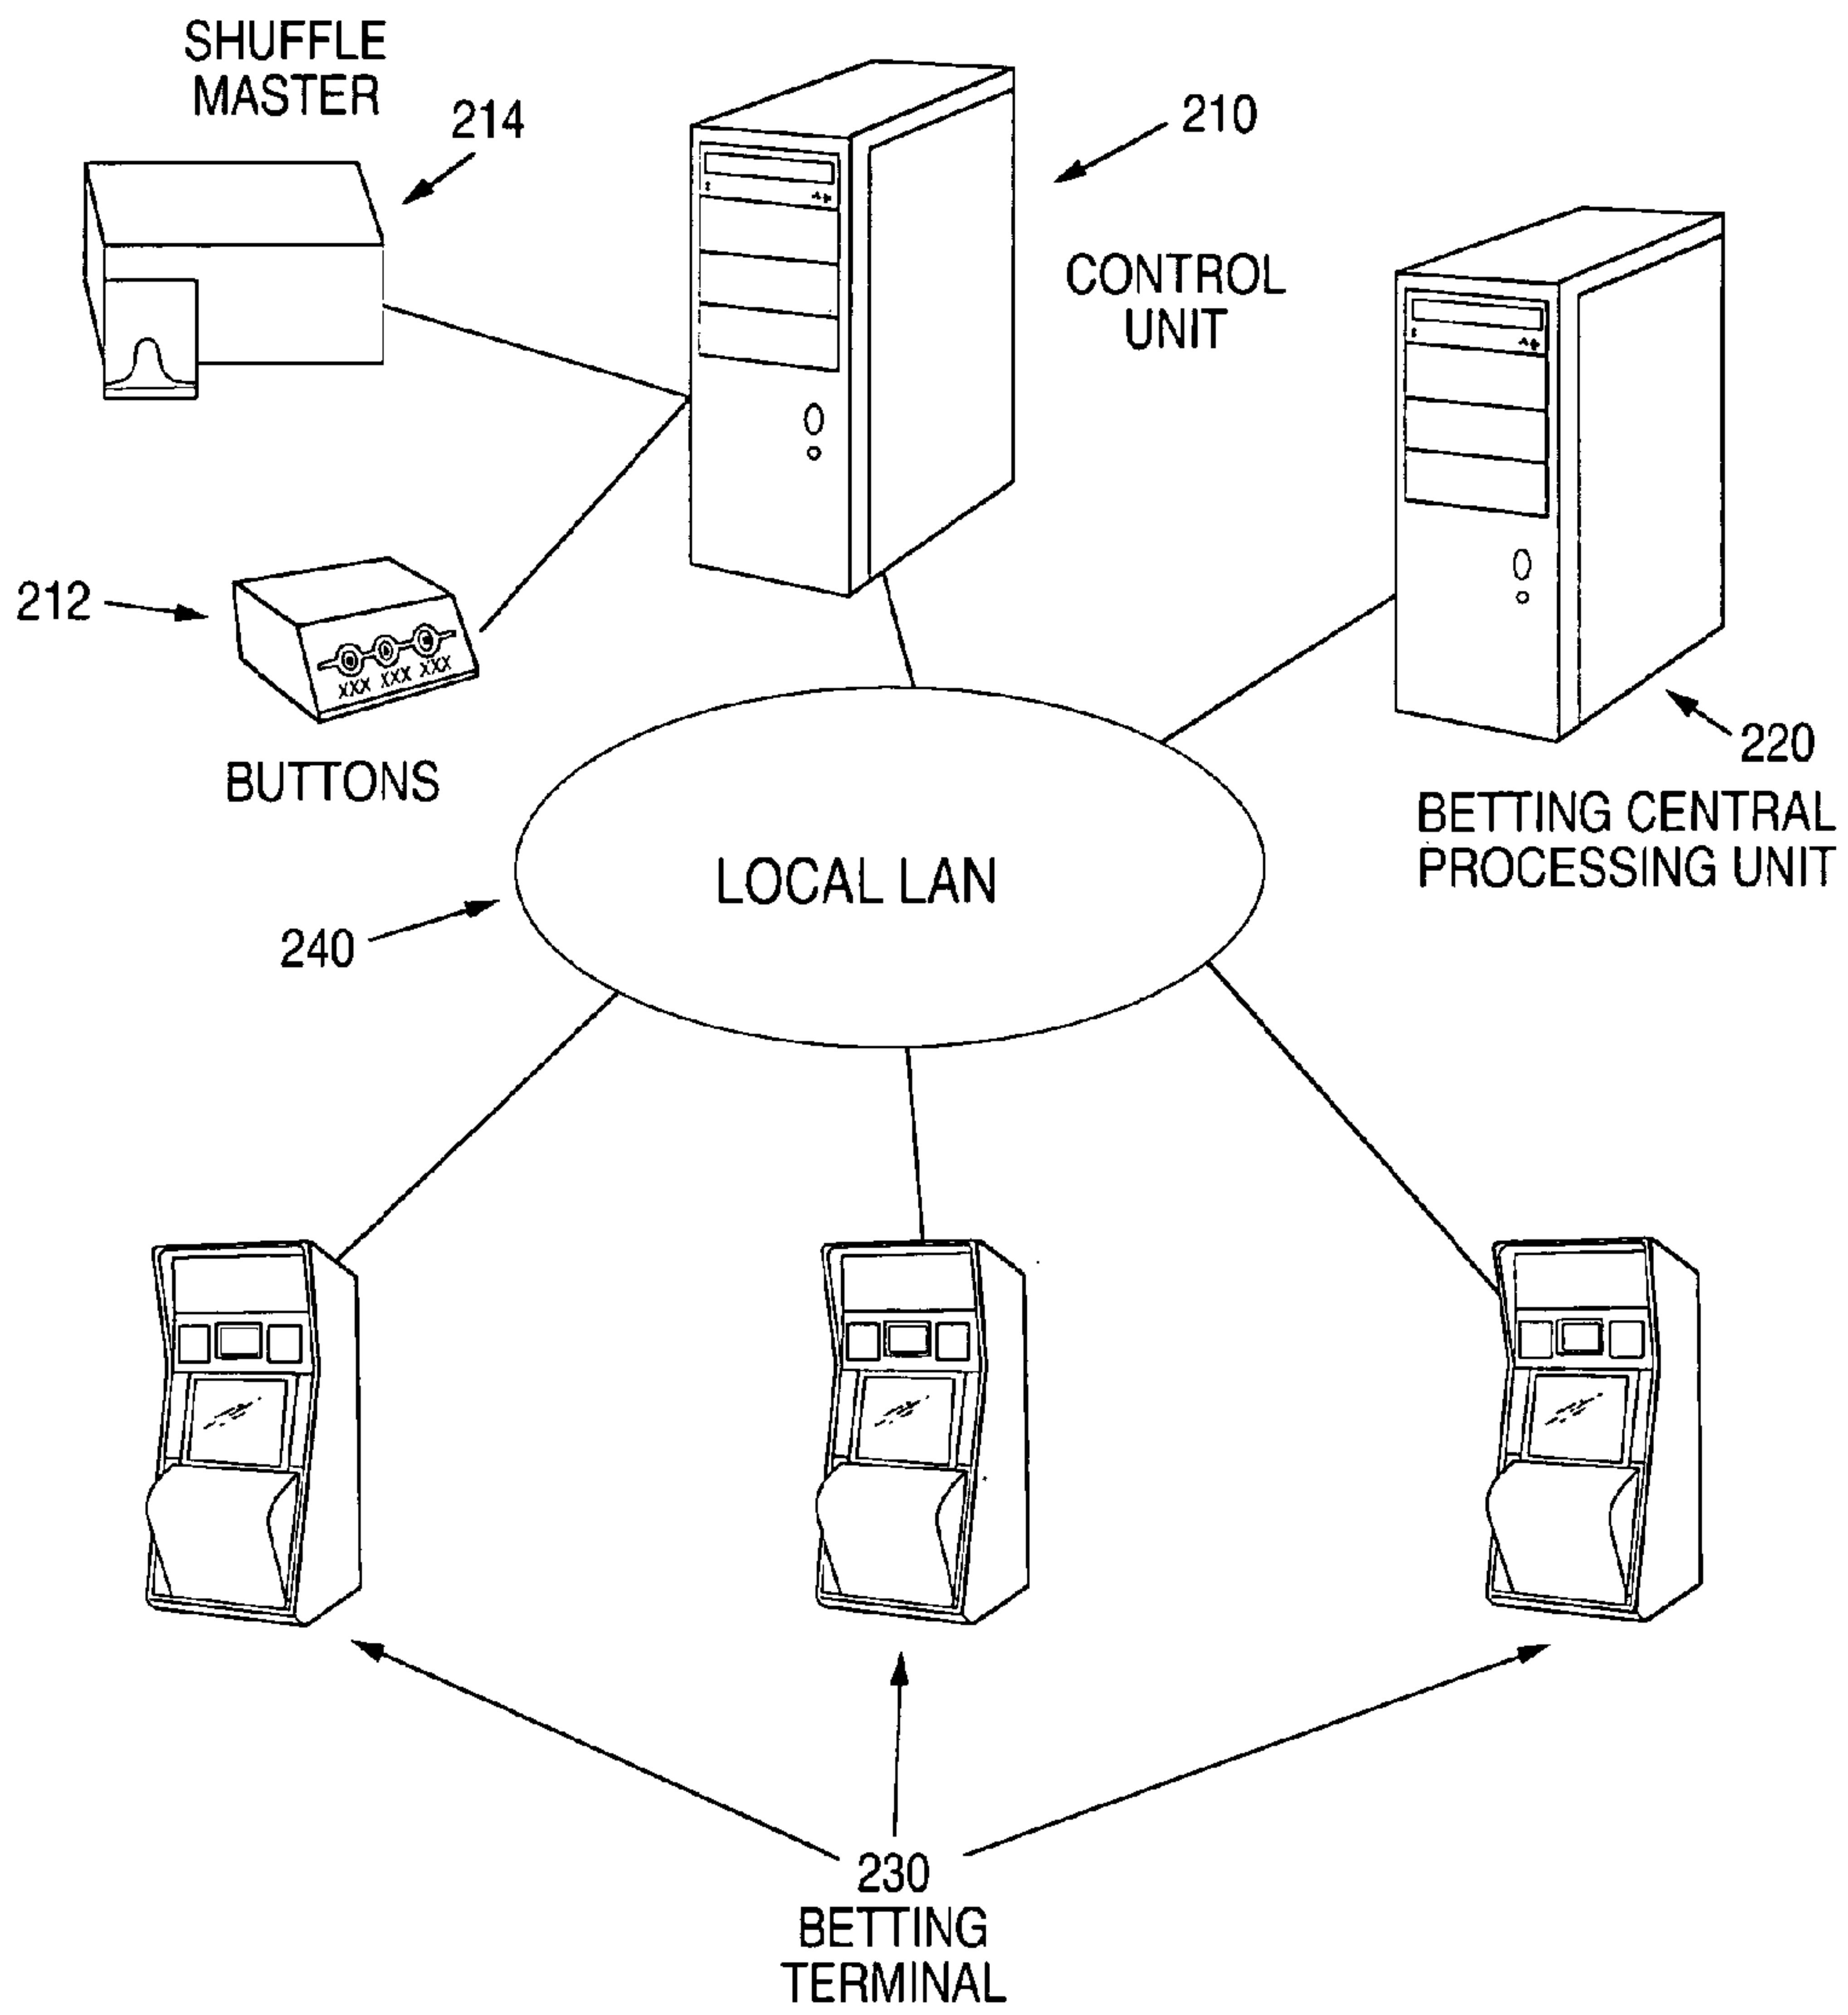 SHUFFLE
MASTER
214
210
CONTROL
UNIT
212
XXX XXX XXX
BUTTONS
220
BETTING CENTRAL
PROCESSING UNIT
LOCAL LAN
240
230
BETTING
TERMINAL